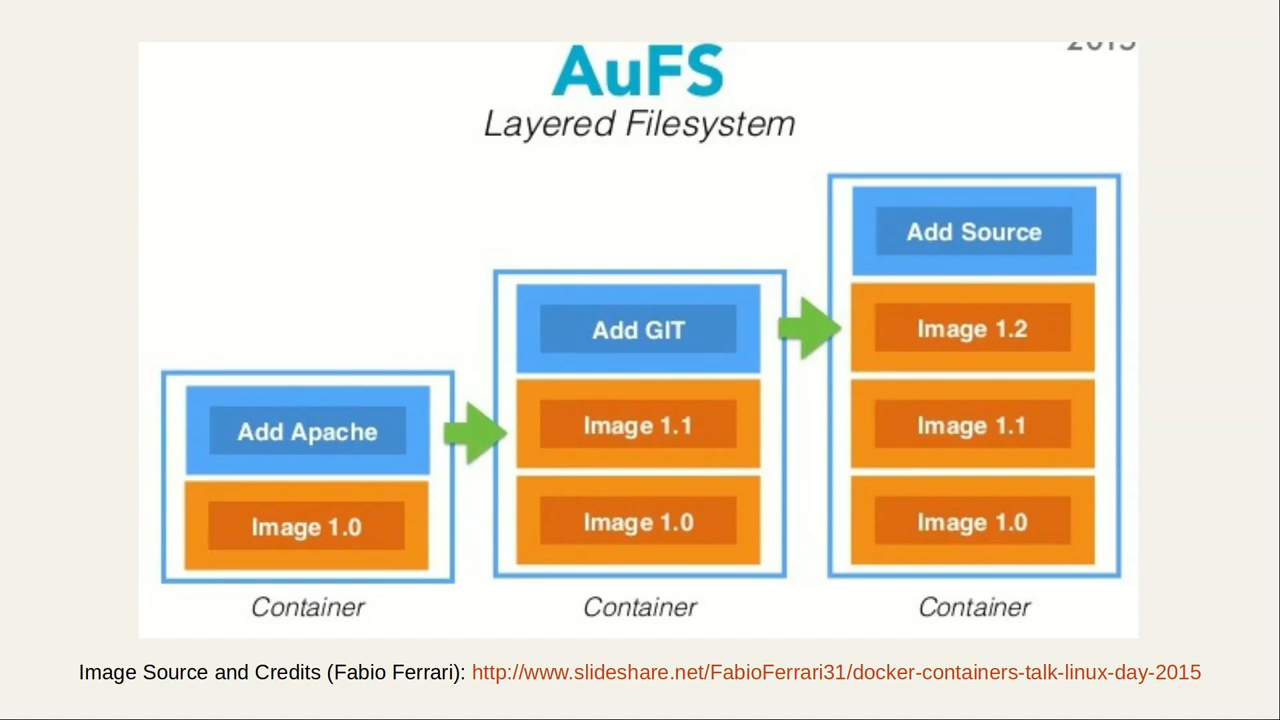 2015
AuFS
Layered Filesystem
Add Source
Add GIT
Image 1.2
Add Apache
Image 1.1
Image 1.1
Image 1.0
Image 1.0
Image 1.0
Container
Container
Container
Image Source and Credits (Fabio Ferrari): http://www.slideshare.net/FabioFerrari31/docker-containers-talk-linux-day-2015